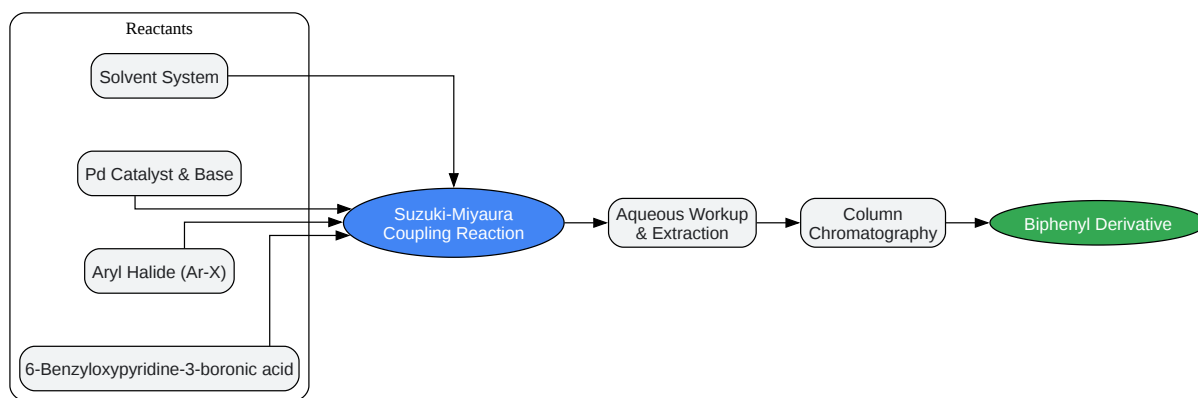 Reactants
Solvent System
Pd Catalyst & Base
Aryl Halide (Ar-X)
6-Benzyloxypyridine-3-boronic acid
Suzuki-Miyaura
Coupling Reaction
Aqueous Workup
& Extraction
Column
Chromatography
Biphenyl Derivative